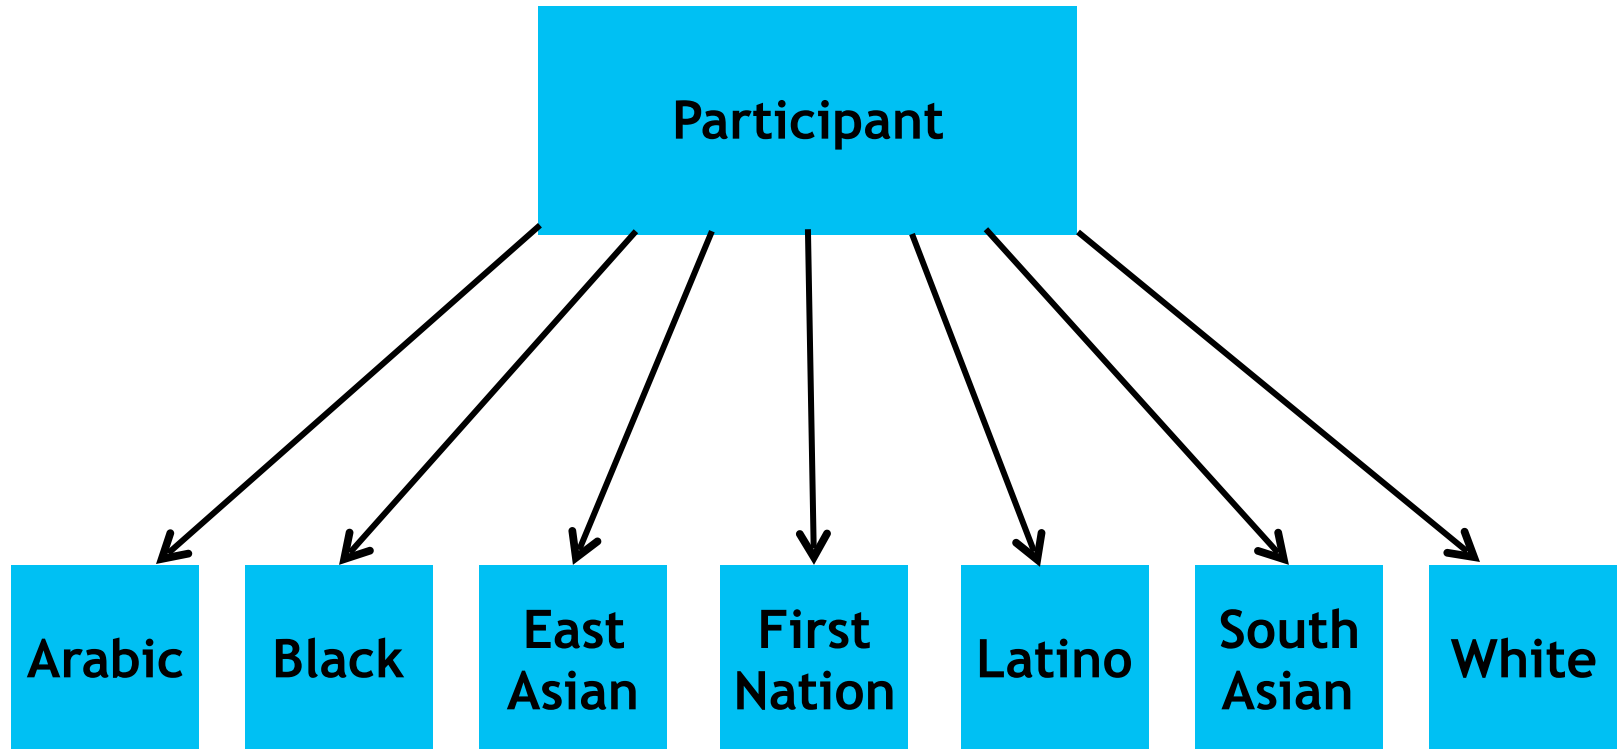 Participant
Arabic
Black
East
Asian
First
Nation
Latino
South
Asian
White